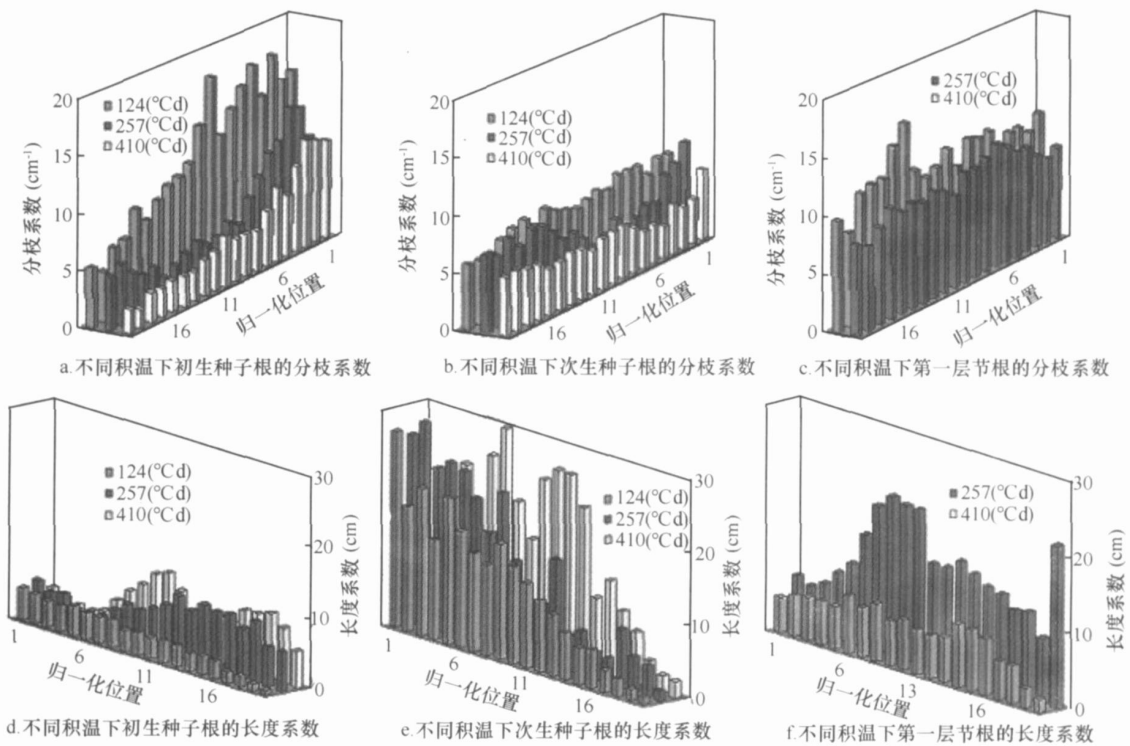 20
15
10
5
0
分枝系数 (cm⁻¹)
124(℃d)
257(℃d)
410(℃d)
16
11
6
1
归一化位置
a.不同积温下初生种子根的分枝系数
20
15
10
5
0
分枝系数 (cm⁻¹)
124(℃d)
257(℃d)
410(℃d)
16
11
6
1
归一化位置
b.不同积温下次生种子根的分枝系数
20
15
10
5
0
分枝系数 (cm⁻¹)
257(℃d)
410(℃d)
16
11
6
1
归一化位置
c.不同积温下第一层节根的分枝系数
124(℃d)
257(℃d)
410(℃d)
30
20
10
0
长度系数 (cm)
1
6
11
16
归一化位置
d.不同积温下初生种子根的长度系数
124(℃d)
257(℃d)
410(℃d)
30
20
10
0
长度系数 (cm)
1
6
11
16
归一化位置
e.不同积温下次生种子根的长度系数
257(℃d)
410(℃d)
30
20
10
0
长度系数 (cm)
1
6
13
16
归一化位置
f.不同积温下第一层节根的长度系数